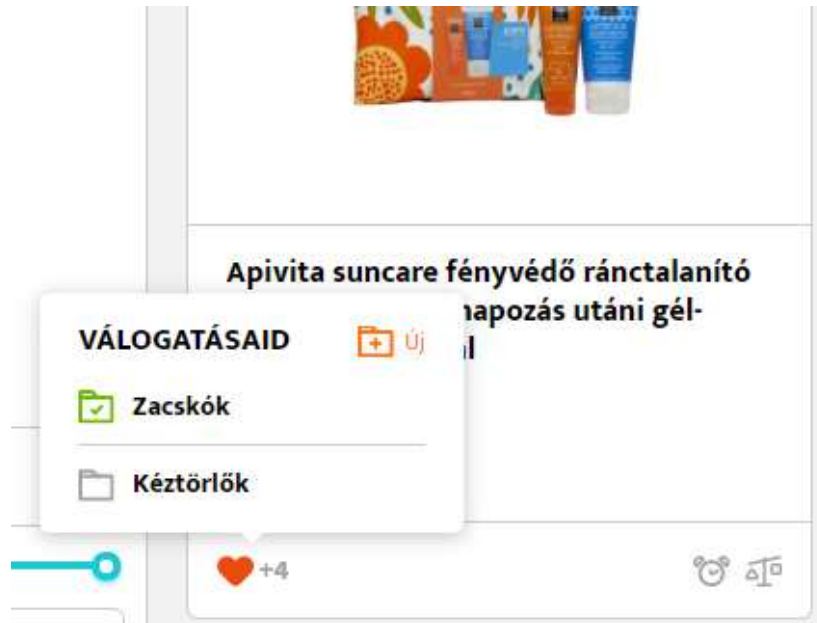 Apivita suncare fényvédő ránctalanító
napozás utáni gél-
VÁLOGATÁSAID
Új
Zacskók
Kéztörlők
+4